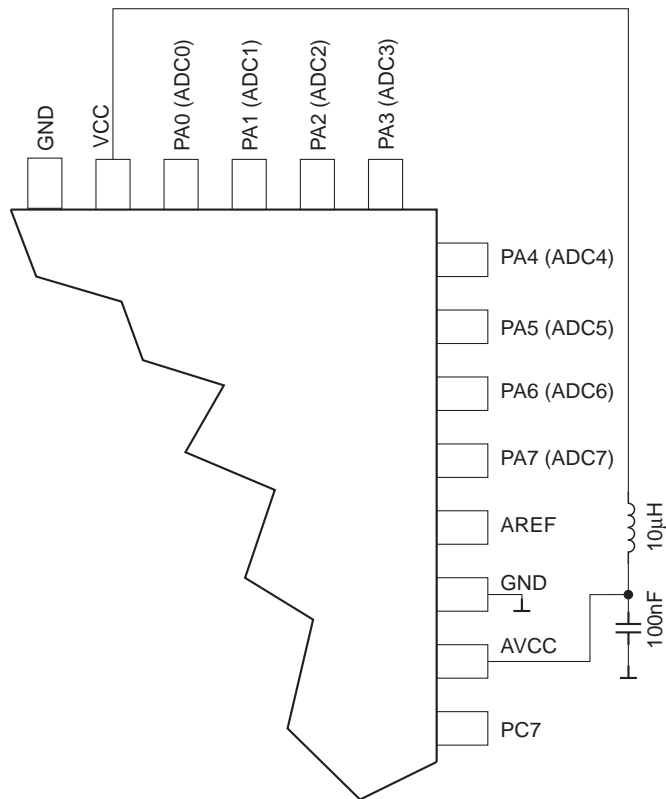 GND
VCC
PA0 (ADC0)
PA1 (ADC1)
PA2 (ADC2)
PA3 (ADC3)
PA4 (ADC4)
PA5 (ADC5)
PA6 (ADC6)
PA7 (ADC7)
AREF
GND
AVCC
PC7
10μH
100nF